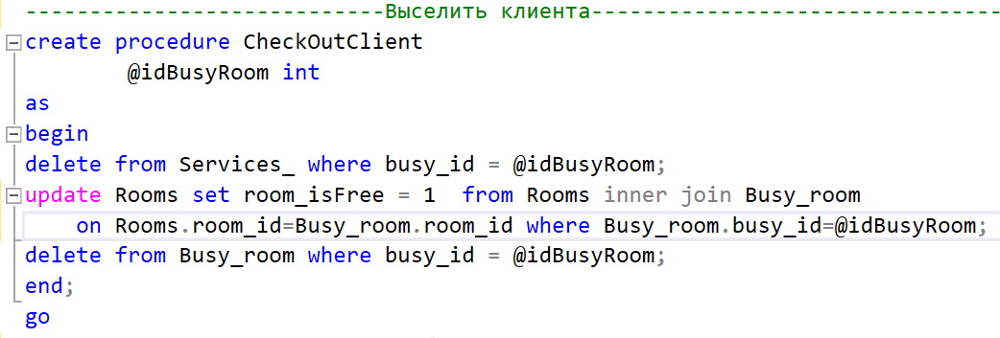 ----------------------------Выселить клиента--------------------------------
create procedure CheckOutClient
@idBusyRoom int
as
begin
delete from Services_ where busy_id = @idBusyRoom;
update Rooms set room_isFree = 1  from Rooms inner join Busy_room
on Rooms.room_id=Busy_room.room_id where Busy_room.busy_id=@idBusyRoom;
delete from Busy_room where busy_id = @idBusyRoom;
end;
go